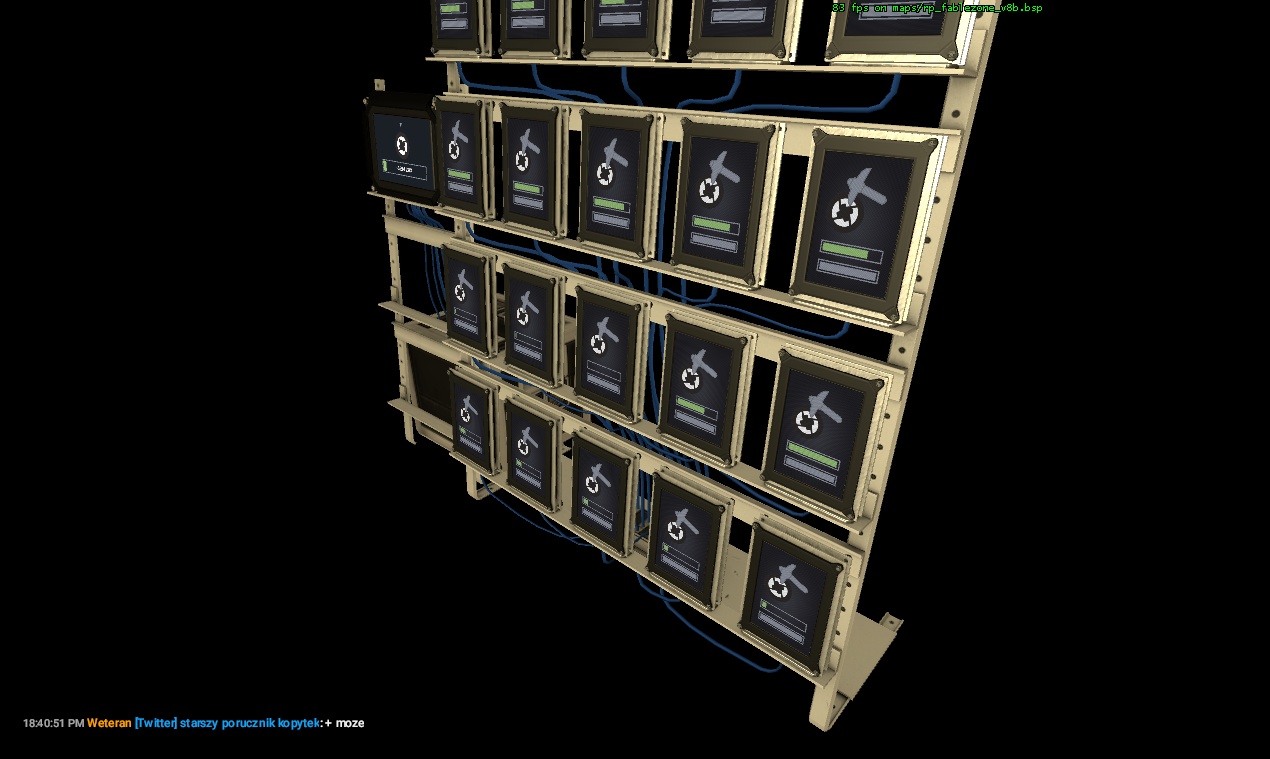 83 fps on maps/rp_fablezone_v8b.bsp
18:40:51 PM Weteran [Twitter] starszy porucznik kopytek: + moze